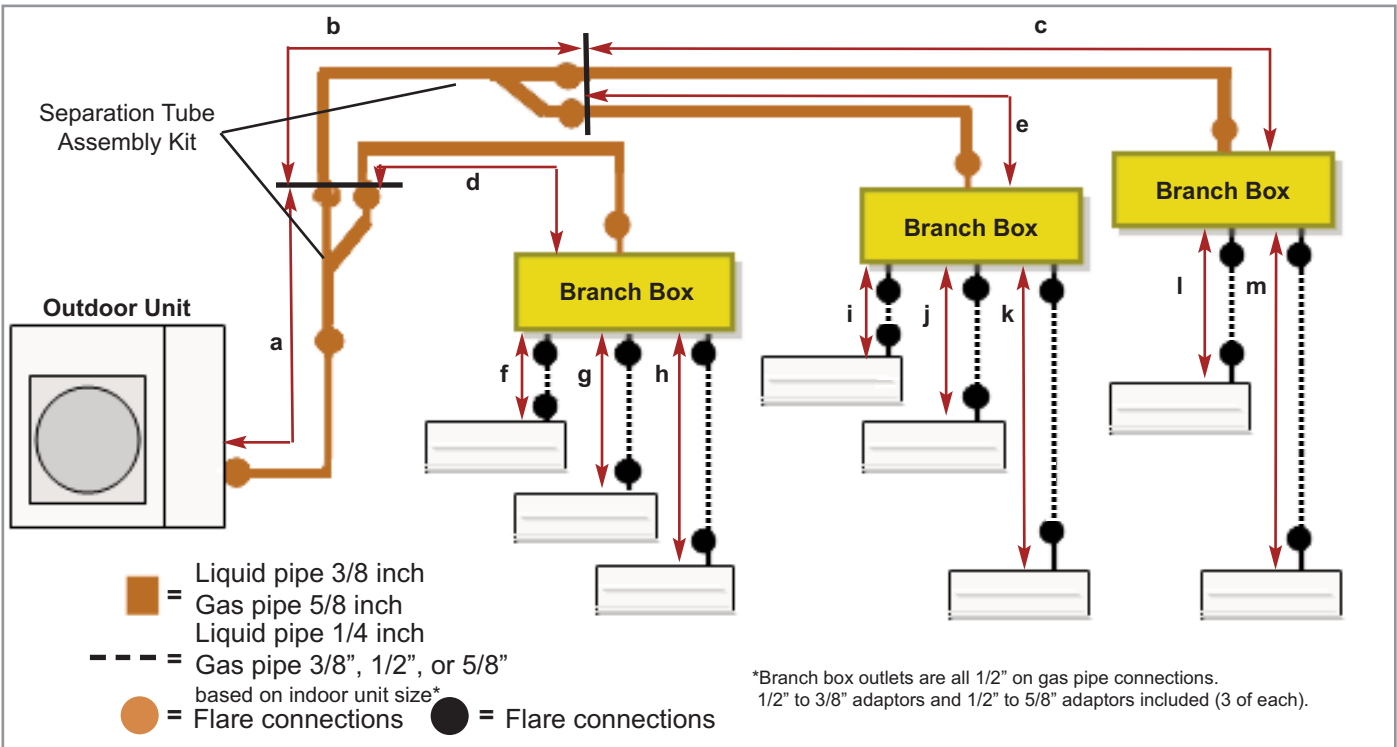 b
c
Separation Tube
Assembly Kit
e
d
Branch Box
Branch Box
Branch Box
Outdoor Unit
a
f
g
h
i
j
k
l
m
= Liquid pipe 3/8 inch
Gas pipe 5/8 inch
Liquid pipe 1/4 inch
= Gas pipe 3/8”, 1/2”, or 5/8”
based on indoor unit size*
= Flare connections
= Flare connections
*Branch box outlets are all 1/2” on gas pipe connections.
1/2” to 3/8” adaptors and 1/2” to 5/8” adaptors included (3 of each).